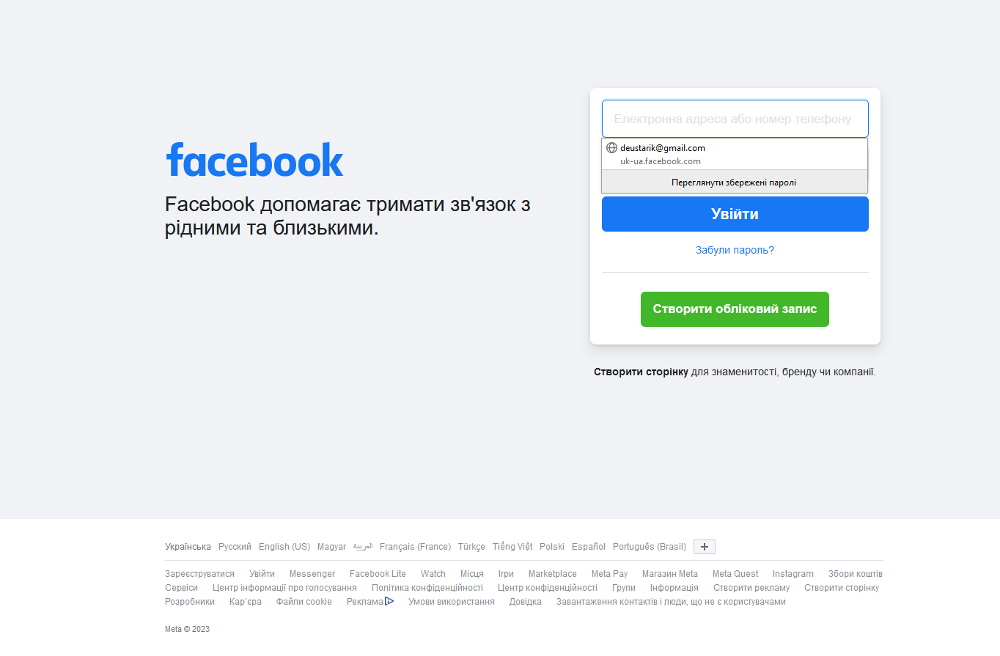 facebook
Facebook допомагає тримати зв'язок з
рідними та близькими.
Електронна адреса або номер телефону
deustarik@gmail.com
uk-ua.facebook.com
Переглянути збережені паролі
Увійти
Забули пароль?
Створити обліковий запис
Створити сторінку для знаменитості, бренду чи компанії.
Українська Русский English (US) Magyar العربية Français (France) Türkçe Tiếng Việt Polski Español Português (Brasil)
Зареєструватися Увійти Messenger Facebook Lite Watch Місця Ігри Marketplace Meta Pay Магазин Meta Meta Quest Instagram Збори коштів
Сервіси Центр інформації про голосування Політика конфіденційності Центр конфіденційності Групи Інформація Створити рекламу Створити сторінку
Розробники Кар'єра Файли cookie Реклама Умови використання Довідка Завантаження контактів і люди, що не є користувачами
Meta © 2023